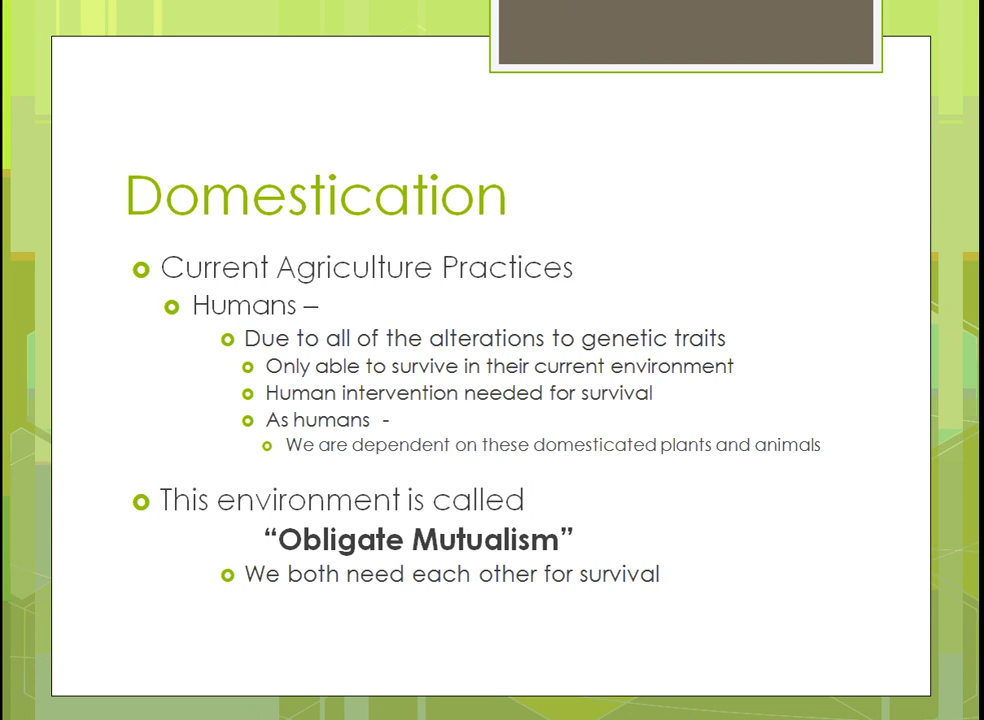 Domestication
Current Agriculture Practices
Humans –
Due to all of the alterations to genetic traits
Only able to survive in their current environment
Human intervention needed for survival
As humans -
We are dependent on these domesticated plants and animals
This environment is called
“Obligate Mutualism”
We both need each other for survival